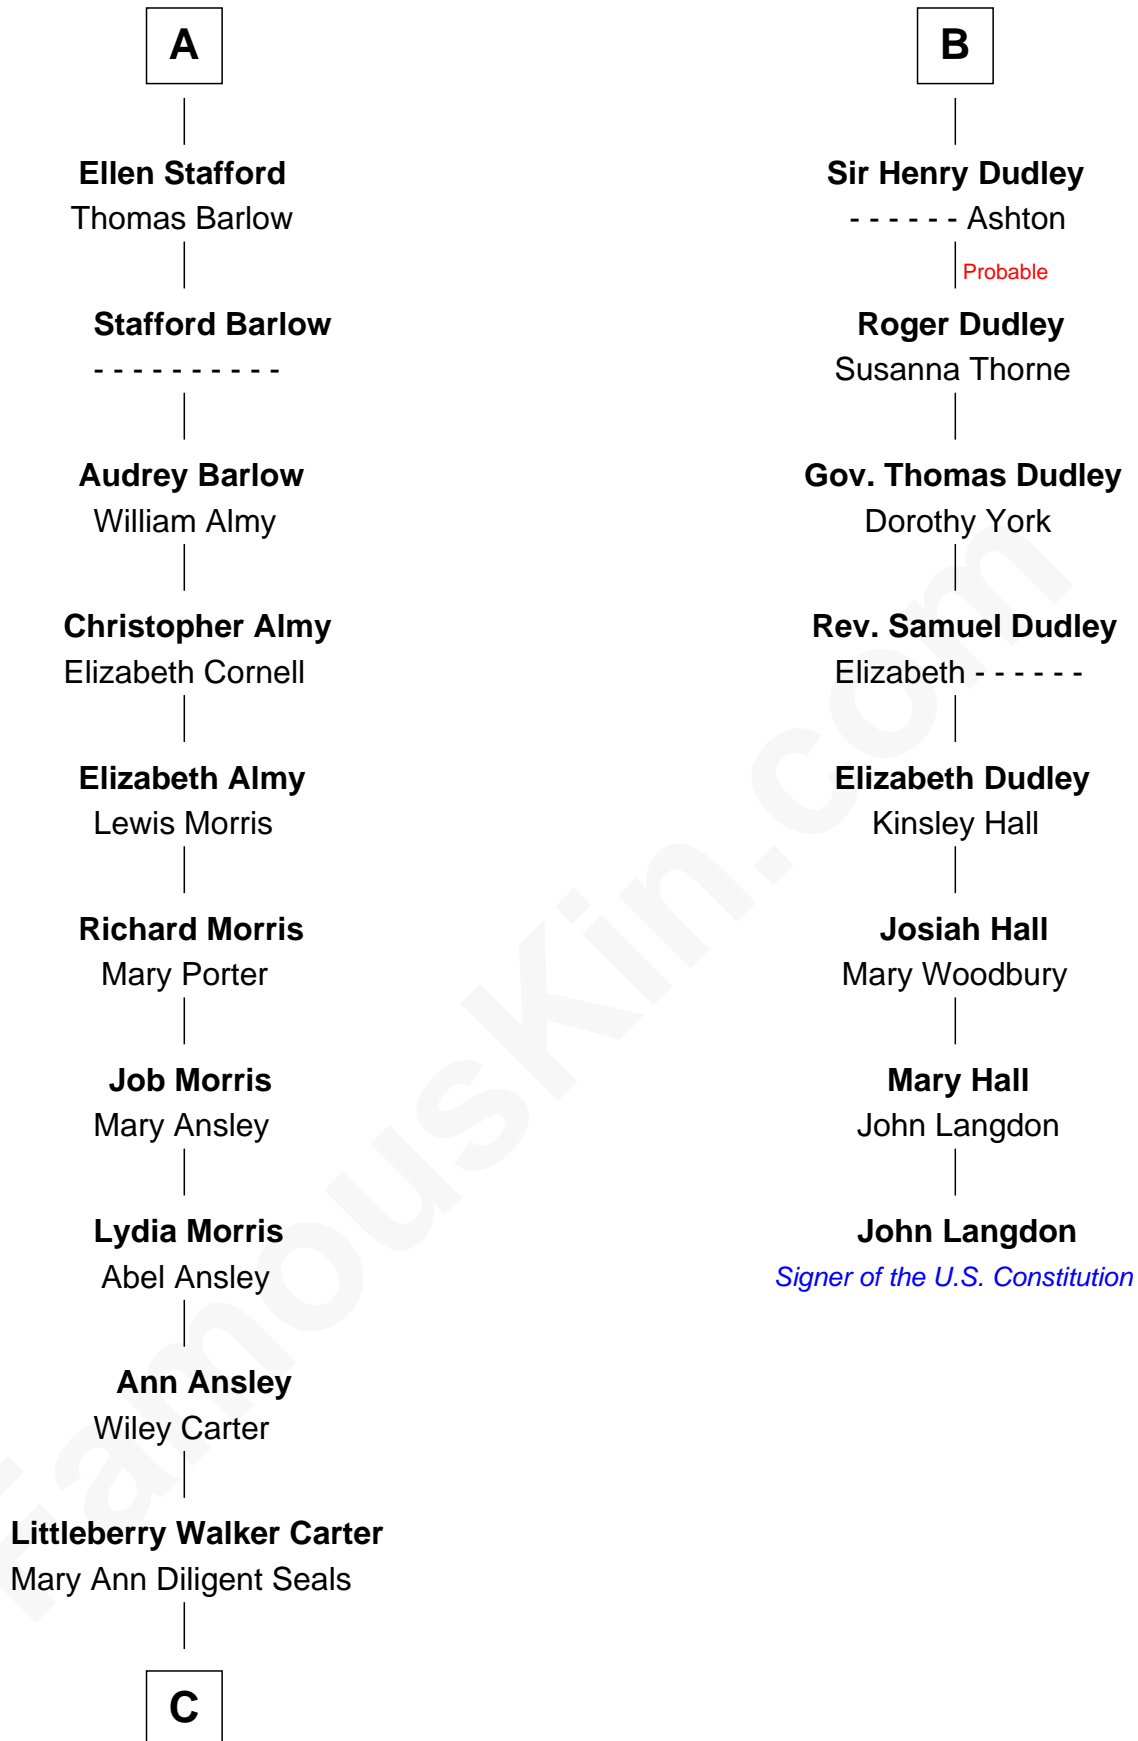 A
Ellen Stafford
Thomas Barlow
Stafford Barlow
- - - - - - - - - -
Audrey Barlow
William Almy
Christopher Almy
Elizabeth Cornell
Elizabeth Almy
Lewis Morris
Richard Morris
Mary Porter
Job Morris
Mary Ansley
Lydia Morris
Abel Ansley
Ann Ansley
Wiley Carter
Littleberry Walker Carter
Mary Ann Diligent Seals
C
B
Sir Henry Dudley
- - - - - - Ashton
Probable
Roger Dudley
Susanna Thorne
Gov. Thomas Dudley
Dorothy York
Rev. Samuel Dudley
Elizabeth - - - - - -
Elizabeth Dudley
Kinsley Hall
Josiah Hall
Mary Woodbury
Mary Hall
John Langdon
John Langdon
Signer of the U.S. Constitution
FamousKin.com